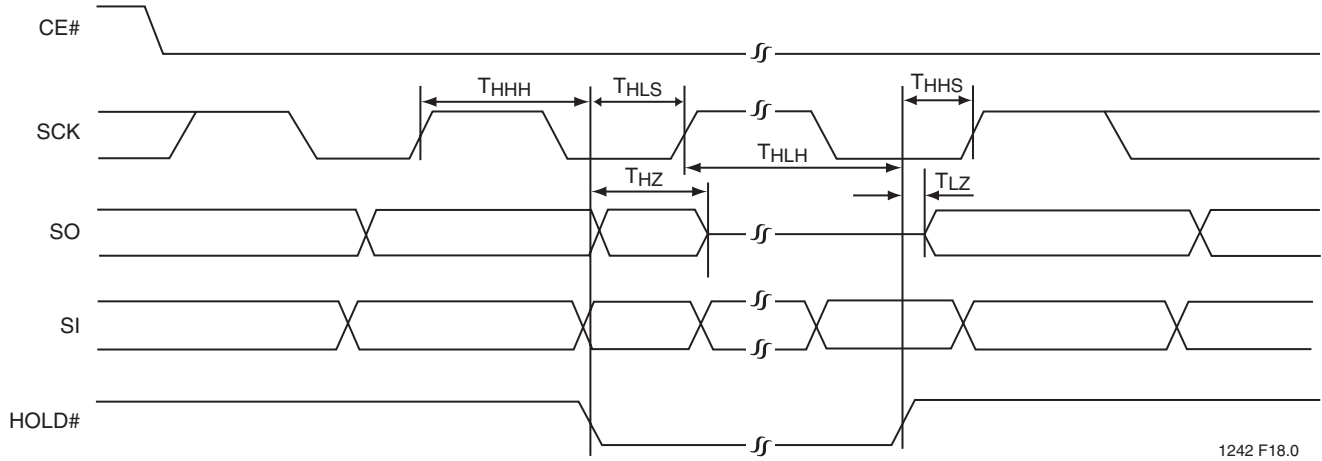 CE#
THHH THLS THHS
SCK
THLH
THZ TLZ
SO
SI
HOLD#
1242 F18.0